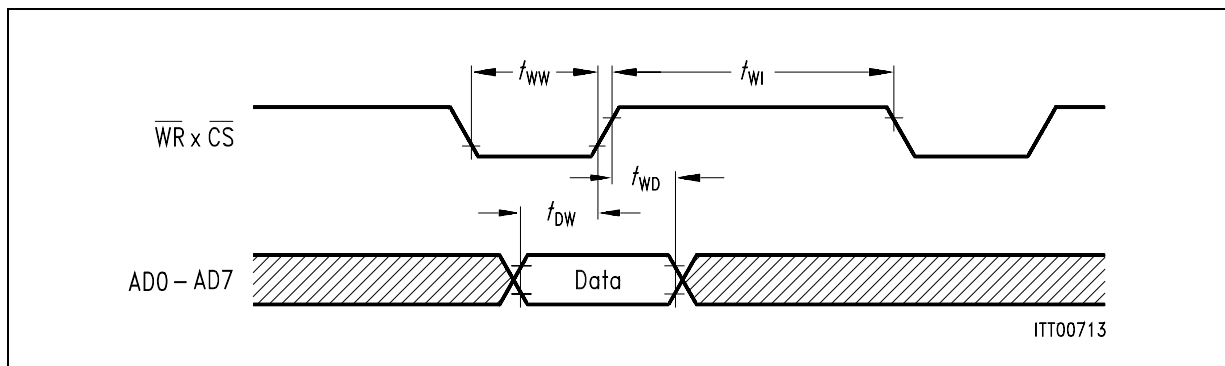 tWW
tWI
WR x CS
tWD
tDW
AD0 – AD7
Data
ITT00713